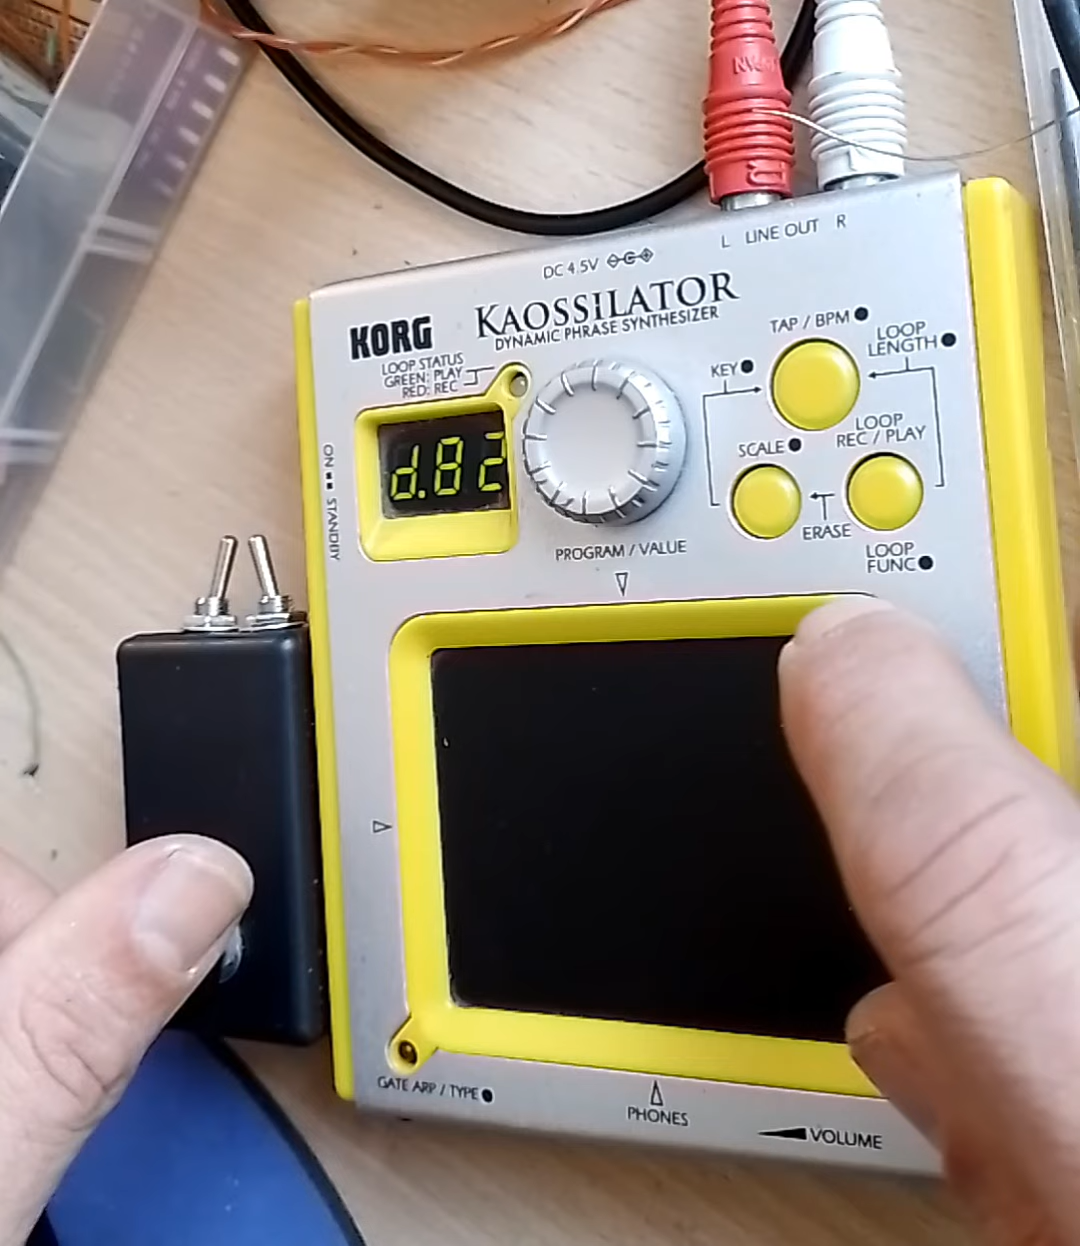 L LINE OUT R
DC 4.5V
KORG
KAOSSILATOR
DYNAMIC PHRASE SYNTHESIZER
TAP / BPM
LOOP
LENGTH
LOOP STATUS
GREEN: PLAY
RED: REC
KEY
LOOP
REC / PLAY
SCALE
d.82
ON
STANDBY
ERASE
PROGRAM / VALUE
LOOP
FUNC
GATE ARP / TYPE
PHONES
VOLUME